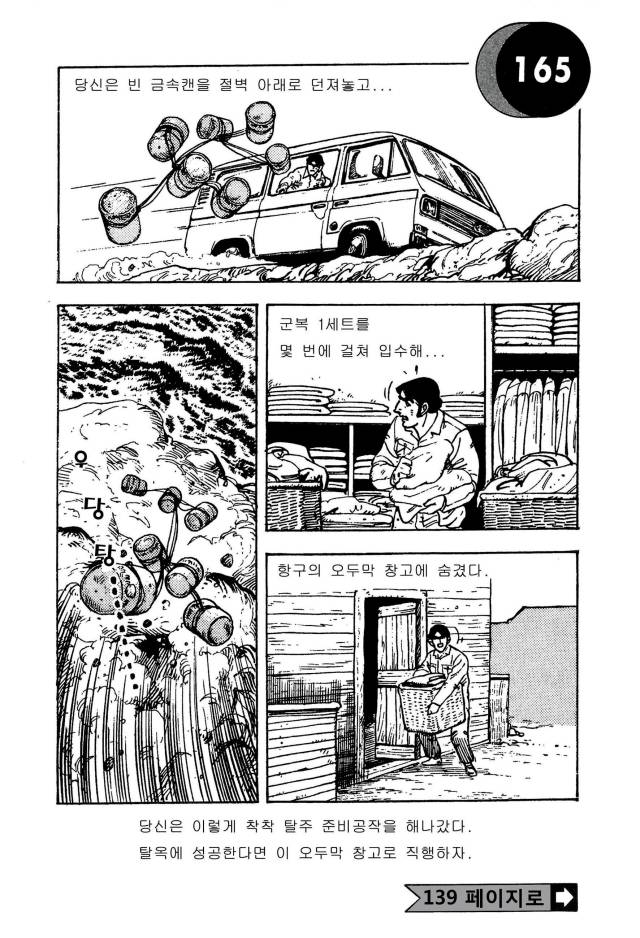 165
당신은 빈 금속캔을 절벽 아래로 던져놓고...
우
당
탕
군복 1세트를
몇 번에 걸쳐 입수해...
항구의 오두막 창고에 숨겼다.
당신은 이렇게 착착 탈주 준비공작을 해나갔다.
탈옥에 성공한다면 이 오두막 창고로 직행하자.
139 페이지로